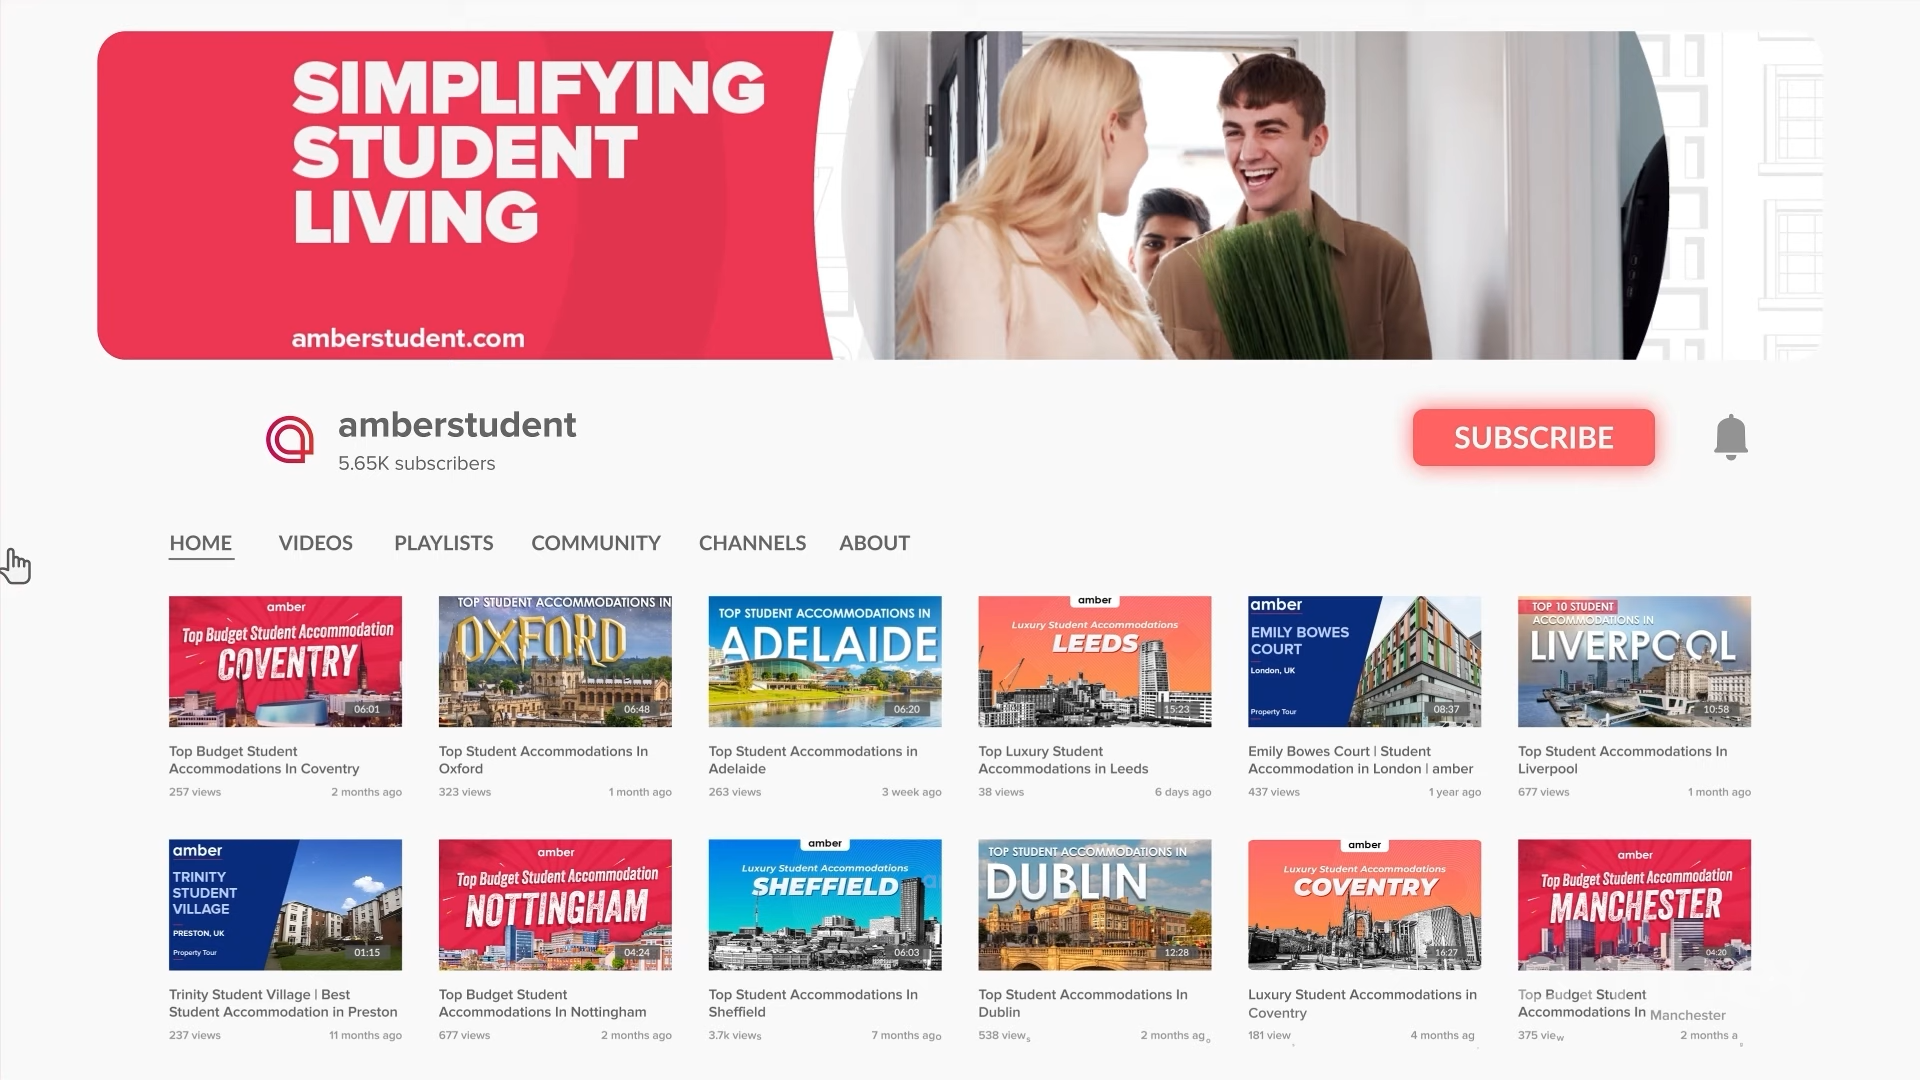 SIMPLIFYING
STUDENT
LIVING
amberstudent.com
amberstudent
5.65K subscribers
SUBSCRIBE
HOME VIDEOS PLAYLISTS COMMUNITY CHANNELS ABOUT
amber
Top Budget Student Accommodation
COVENTRY
06:01
Top Budget Student
Accommodations In Coventry
257 views 2 months ago
TOP STUDENT ACCOMMODATIONS IN
OXFORD
06:48
Top Student Accommodations In
Oxford
323 views 1 month ago
TOP STUDENT ACCOMMODATIONS IN
ADELAIDE
06:20
Top Student Accommodations in
Adelaide
263 views 3 week ago
amber
Luxury Student Accommodations
LEEDS
15:23
Top Luxury Student
Accommodations in Leeds
38 views 6 days ago
amber
EMILY BOWES
COURT
London, UK
Property Tour
08:37
Emily Bowes Court | Student
Accommodation in London | amber
437 views 1 year ago
TOP 10 STUDENT
ACCOMMODATIONS IN
LIVERPOOL
10:58
Top Student Accommodations In
Liverpool
677 views 1 month ago
amber
TRINITY
STUDENT
VILLAGE
PRESTON, UK
Property Tour
01:15
Trinity Student Village | Best
Student Accommodation in Preston
237 views 11 months ago
amber
Top Budget Student Accommodation
NOTTINGHAM
04:24
Top Budget Student
Accommodations In Nottingham
677 views 2 months ago
amber
Luxury Student Accommodations
SHEFFIELD
06:03
Top Student Accommodations In
Sheffield
3.7k views 7 months ago
TOP STUDENT ACCOMMODATIONS IN
DUBLIN
12:28
Top Student Accommodations In
Dublin
538 views 2 months ago
amber
Luxury Student Accommodations
COVENTRY
16:27
Luxury Student Accommodations in
Coventry
181 view 4 months ag
amber
Top Budget Student Accommodation
MANCHESTER
04:20
Top Budget Student
Accommodations In Manchester
375 view 2 months a